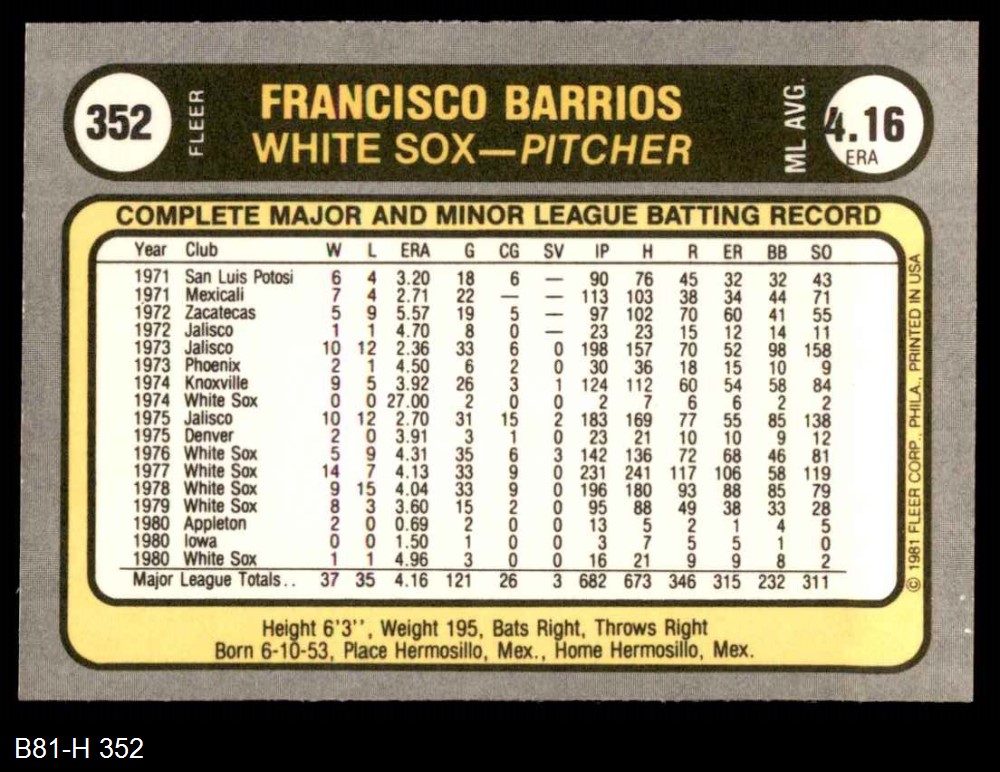 352
FLEER
FRANCISCO BARRIOS
WHITE SOX—PITCHER
ML AVG.
4.16
ERA
COMPLETE MAJOR AND MINOR LEAGUE BATTING RECORD
Year Club W L ERA G CG SV IP H R ER BB SO
1971 San Luis Potosi 6 4 3.20 18 6 — 90 76 45 32 32 43
1971 Mexicali 7 4 2.71 22 — — 113 103 38 34 44 71
1972 Zacatecas 5 9 5.57 19 5 — 97 102 70 60 41 55
1972 Jalisco 1 1 4.70 8 0 — 23 23 15 12 14 11
1973 Jalisco 10 12 2.36 33 6 0 198 157 70 52 98 158
1973 Phoenix 2 1 4.50 6 2 0 30 36 18 15 10 9
1974 Knoxville 9 5 3.92 26 3 1 124 112 60 54 58 84
1974 White Sox 0 0 27.00 2 0 0 2 7 6 6 2 2
1975 Jalisco 10 12 2.70 31 15 2 183 169 77 55 85 138
1975 Denver 2 0 3.91 3 1 0 23 21 10 10 9 12
1976 White Sox 5 9 4.31 35 6 3 142 136 72 68 46 81
1977 White Sox 14 7 4.13 33 9 0 231 241 117 106 58 119
1978 White Sox 9 15 4.04 33 9 0 196 180 93 88 85 79
1979 White Sox 8 3 3.60 15 2 0 95 88 49 38 33 28
1980 Appleton 2 0 0.69 2 0 0 13 5 2 1 4 5
1980 Iowa 0 0 1.50 1 0 0 3 7 5 5 1 0
1980 White Sox 1 1 4.96 3 0 0 16 21 9 9 8 2
Major League Totals.. 37 35 4.16 121 26 3 682 673 346 315 232 311
© 1981 FLEER CORP., PHILA., PRINTED IN USA
Height 6'3'', Weight 195, Bats Right, Throws Right
Born 6-10-53, Place Hermosillo, Mex., Home Hermosillo, Mex.
B81-H 352